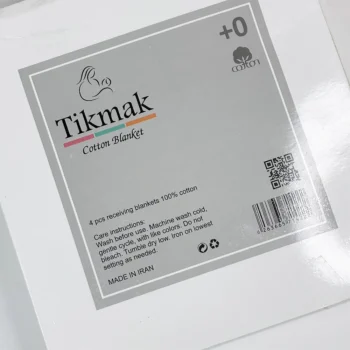 +0
COTTON
Tikmak
Cotton Blanket
4 pcs receiving blankets 100% cotton
Care instructions:
Wash before use. Machine wash cold,
gentle cycle, with like colors. Do not
bleach. Tumble dry low. Iron on lowest
setting as needed
MADE IN IRAN